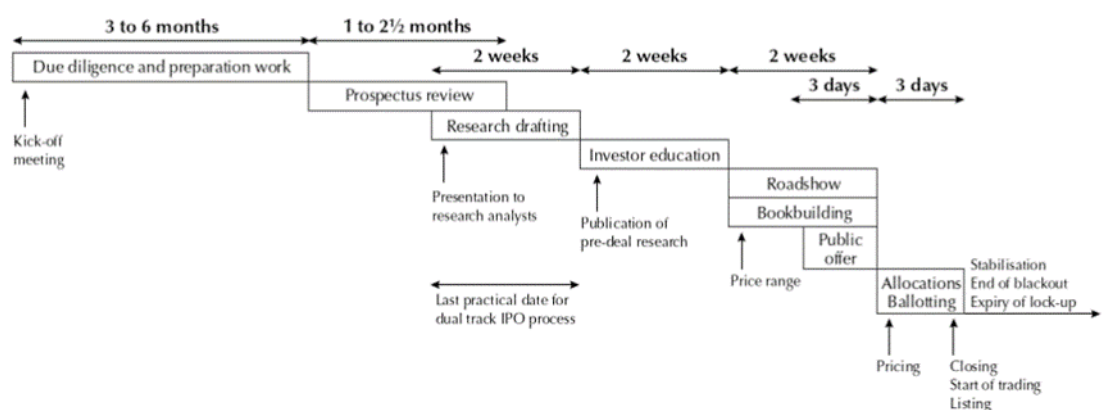 3 to 6 months
1 to 2½ months
2 weeks
2 weeks
2 weeks
3 days
3 days
Due diligence and preparation work
Prospectus review
Research drafting
Investor education
Roadshow
Bookbuilding
Public
offer
Allocations
Ballotting
Stabilisation
End of blackout
Expiry of lock-up
Kick-off
meeting
Presentation to
research analysts
Publication of
pre-deal research
Price range
Last practical date for
dual track IPO process
Pricing
Closing
Start of trading
Listing